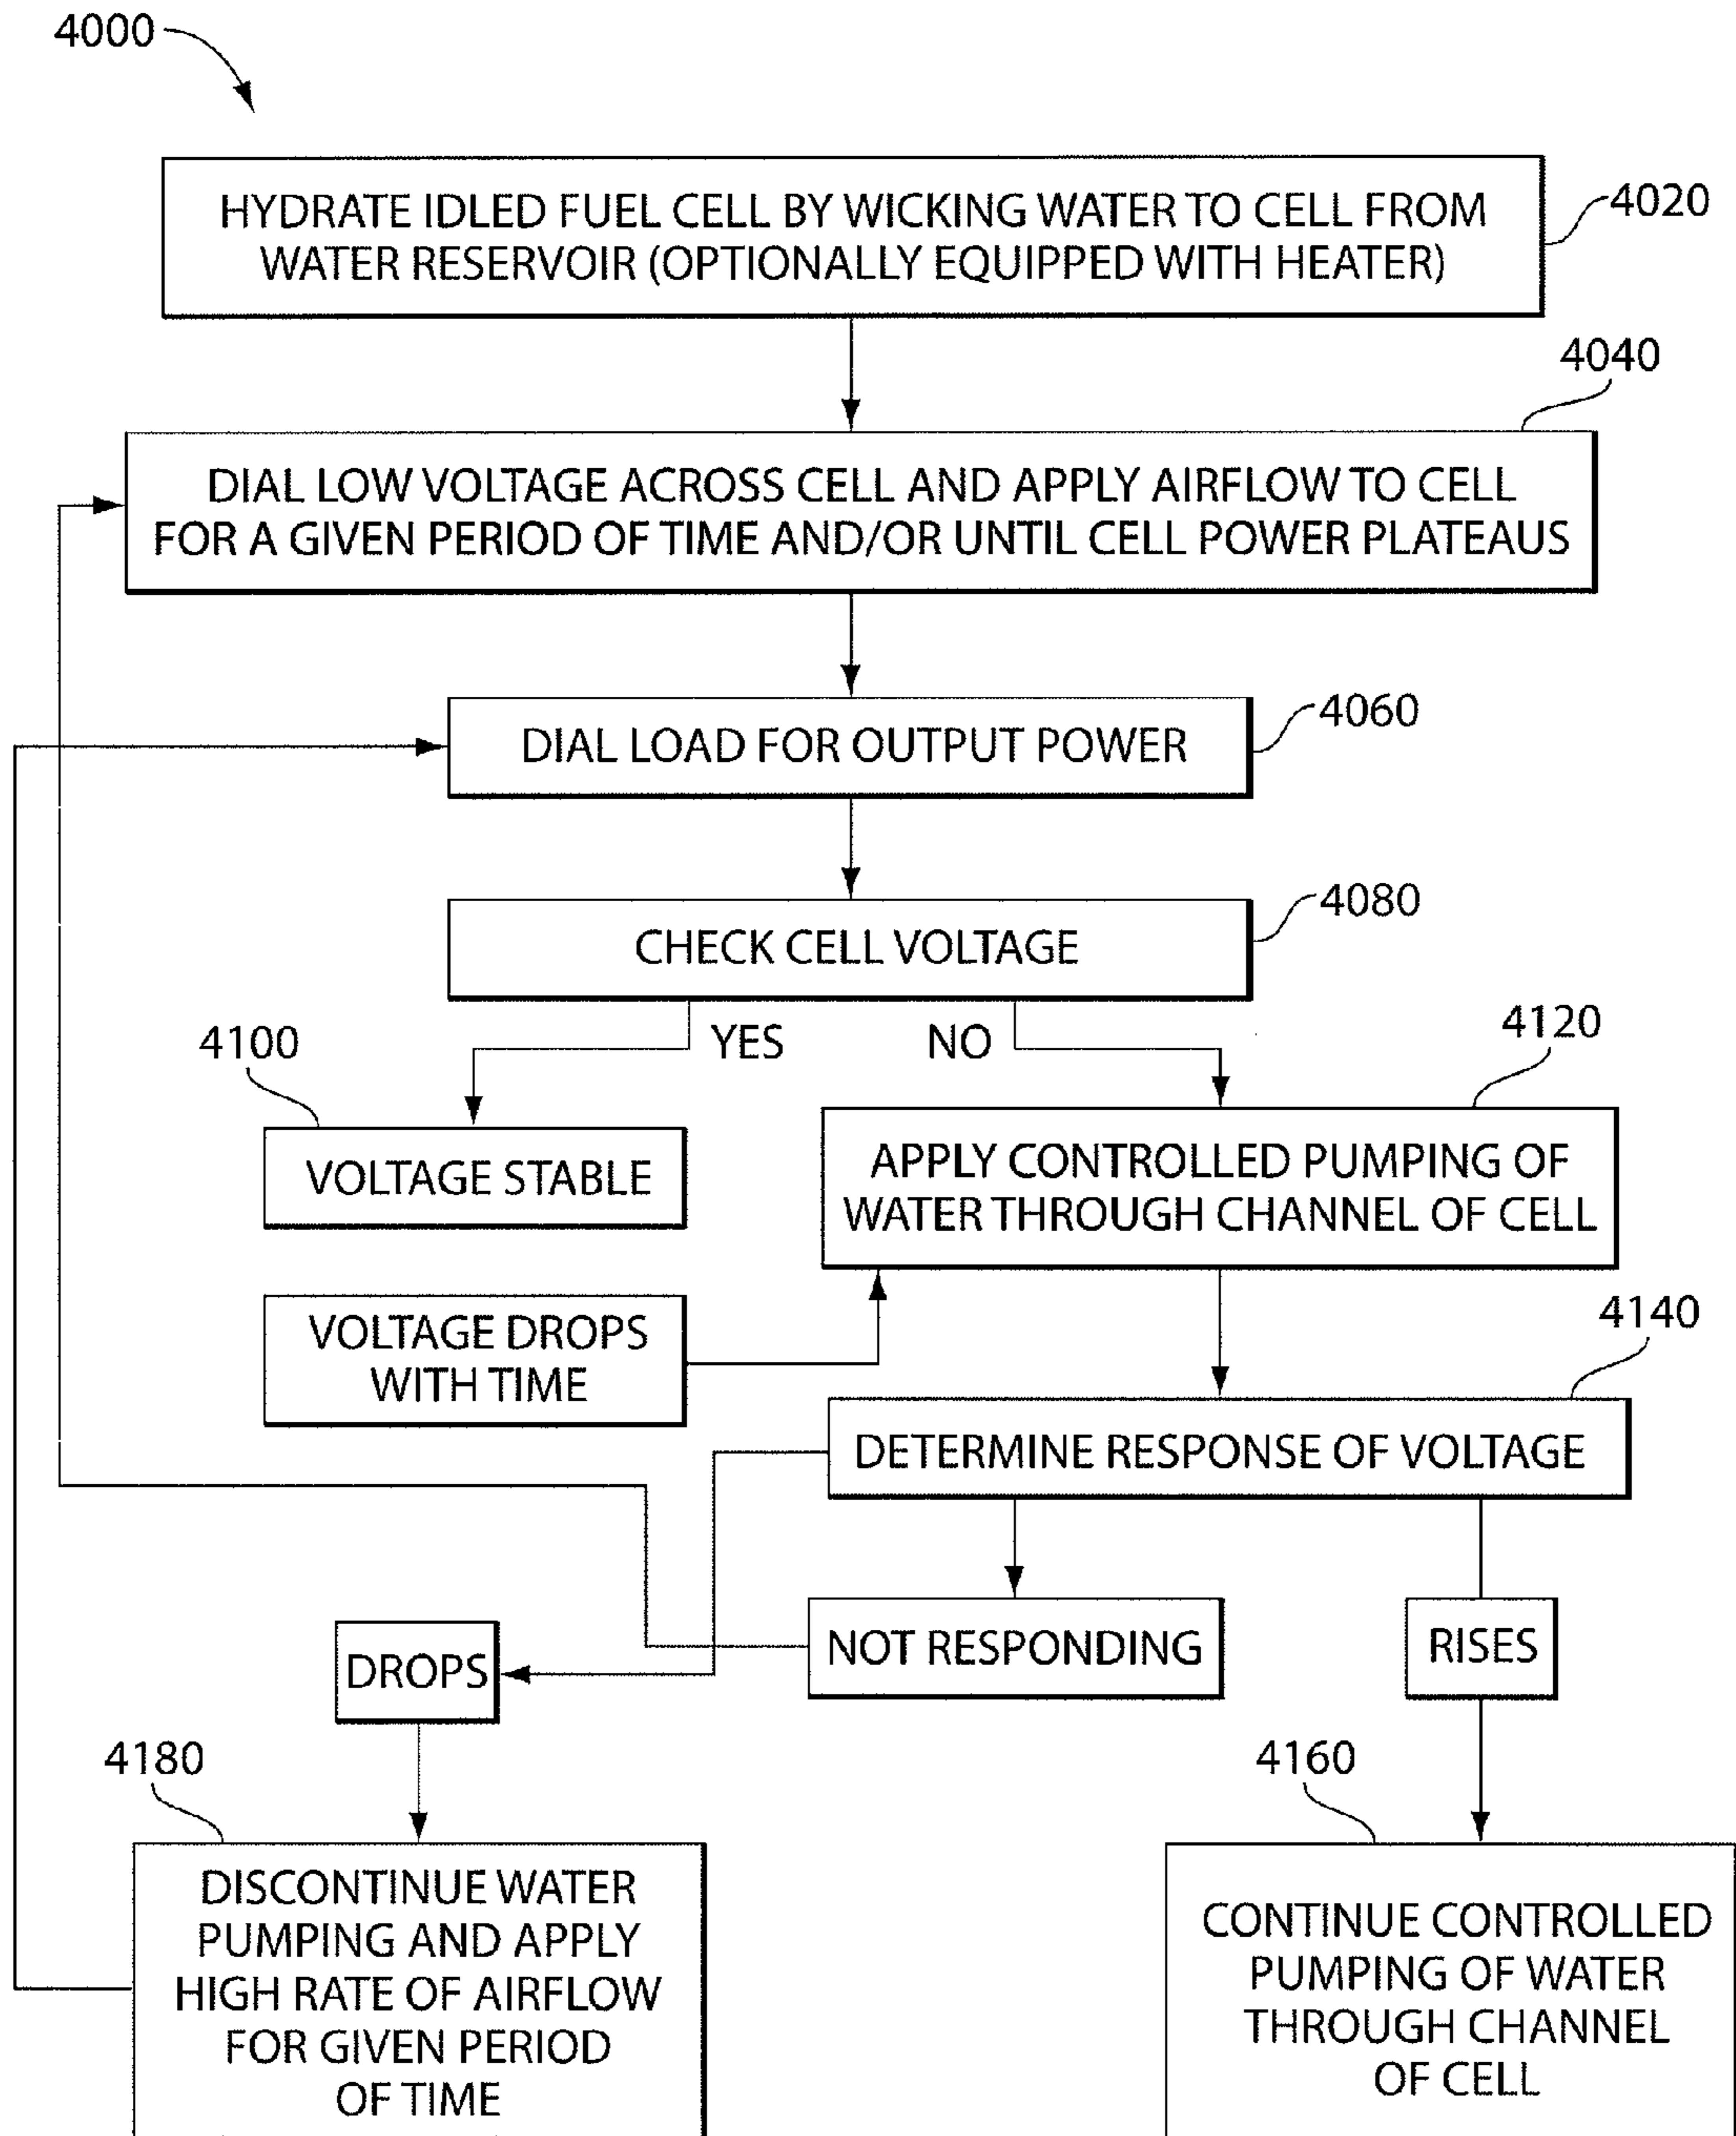 4000
HYDRATE IDLED FUEL CELL BY WICKING WATER TO CELL FROM
WATER RESERVOIR (OPTIONALLY EQUIPPED WITH HEATER)
4020
4040
DIAL LOW VOLTAGE ACROSS CELL AND APPLY AIRFLOW TO CELL
FOR A GIVEN PERIOD OF TIME AND/OR UNTIL CELL POWER PLATEAUS
DIAL LOAD FOR OUTPUT POWER
4060
CHECK CELL VOLTAGE
4080
YES
NO
4100
VOLTAGE STABLE
4120
APPLY CONTROLLED PUMPING OF
WATER THROUGH CHANNEL OF CELL
VOLTAGE DROPS
WITH TIME
4140
DETERMINE RESPONSE OF VOLTAGE
NOT RESPONDING
RISES
DROPS
4180
DISCONTINUE WATER
PUMPING AND APPLY
HIGH RATE OF AIRFLOW
FOR GIVEN PERIOD
OF TIME
4160
CONTINUE CONTROLLED
PUMPING OF WATER
THROUGH CHANNEL
OF CELL